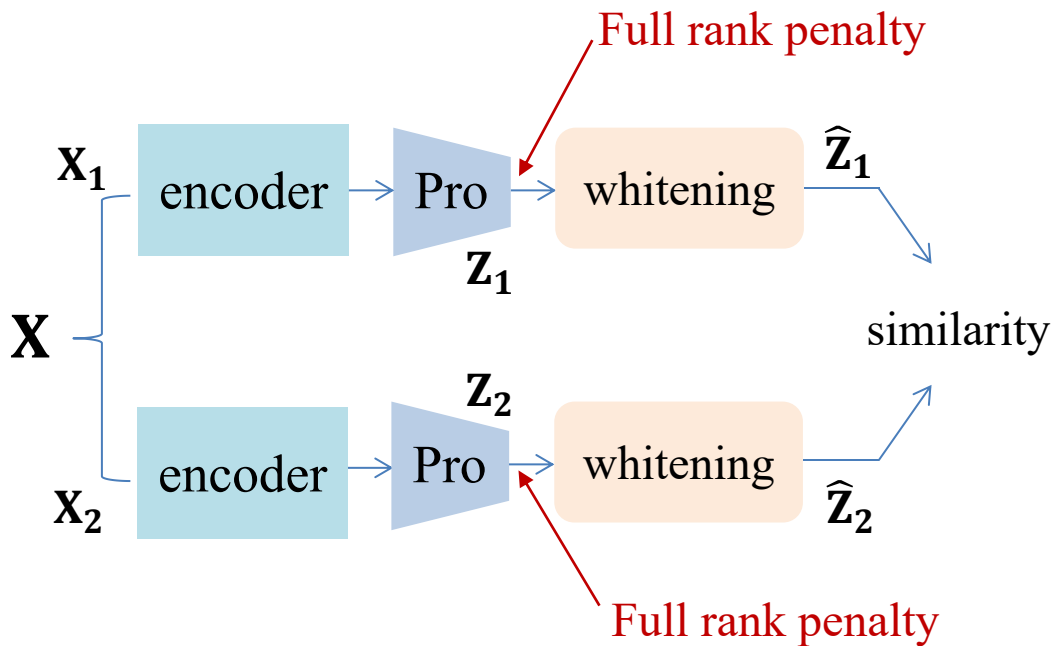 Full rank penalty
X₁
encoder
Pro
whitening
Ẑ₁
Z₁
X
similarity
Z₂
encoder
Pro
whitening
X₂
Ẑ₂
Full rank penalty